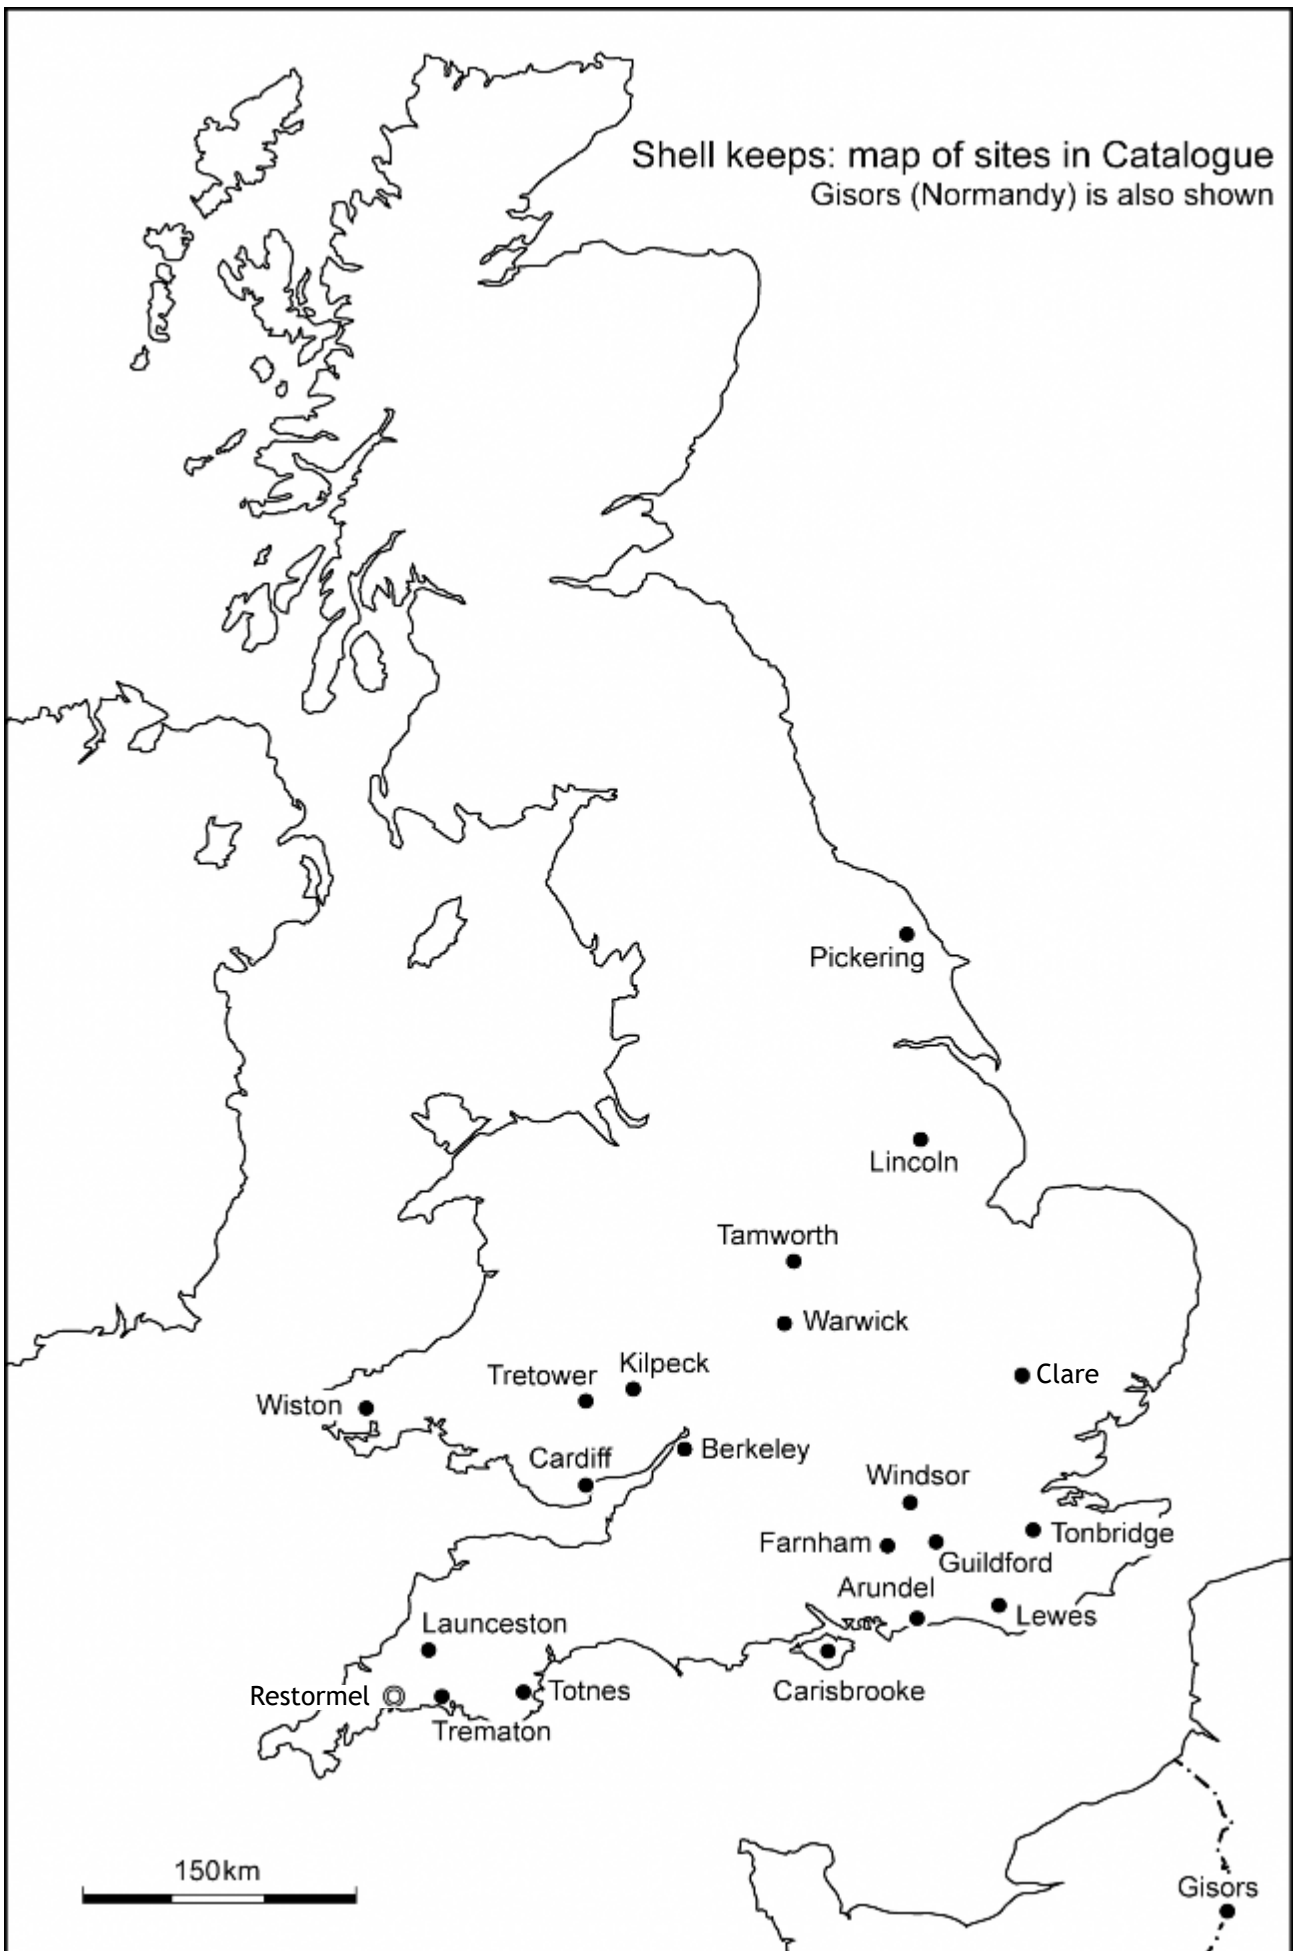 Shell keeps: map of sites in Catalogue
Gisors (Normandy) is also shown
Pickering
Lincoln
Tamworth
Warwick
Kilpeck
Tretower
Clare
Wiston
Cardiff
Berkeley
Windsor
Tonbridge
Farnham
Guildford
Arundel
Lewes
Launceston
Restormel
Totnes
Carisbrooke
Trematon
150km
Gisors